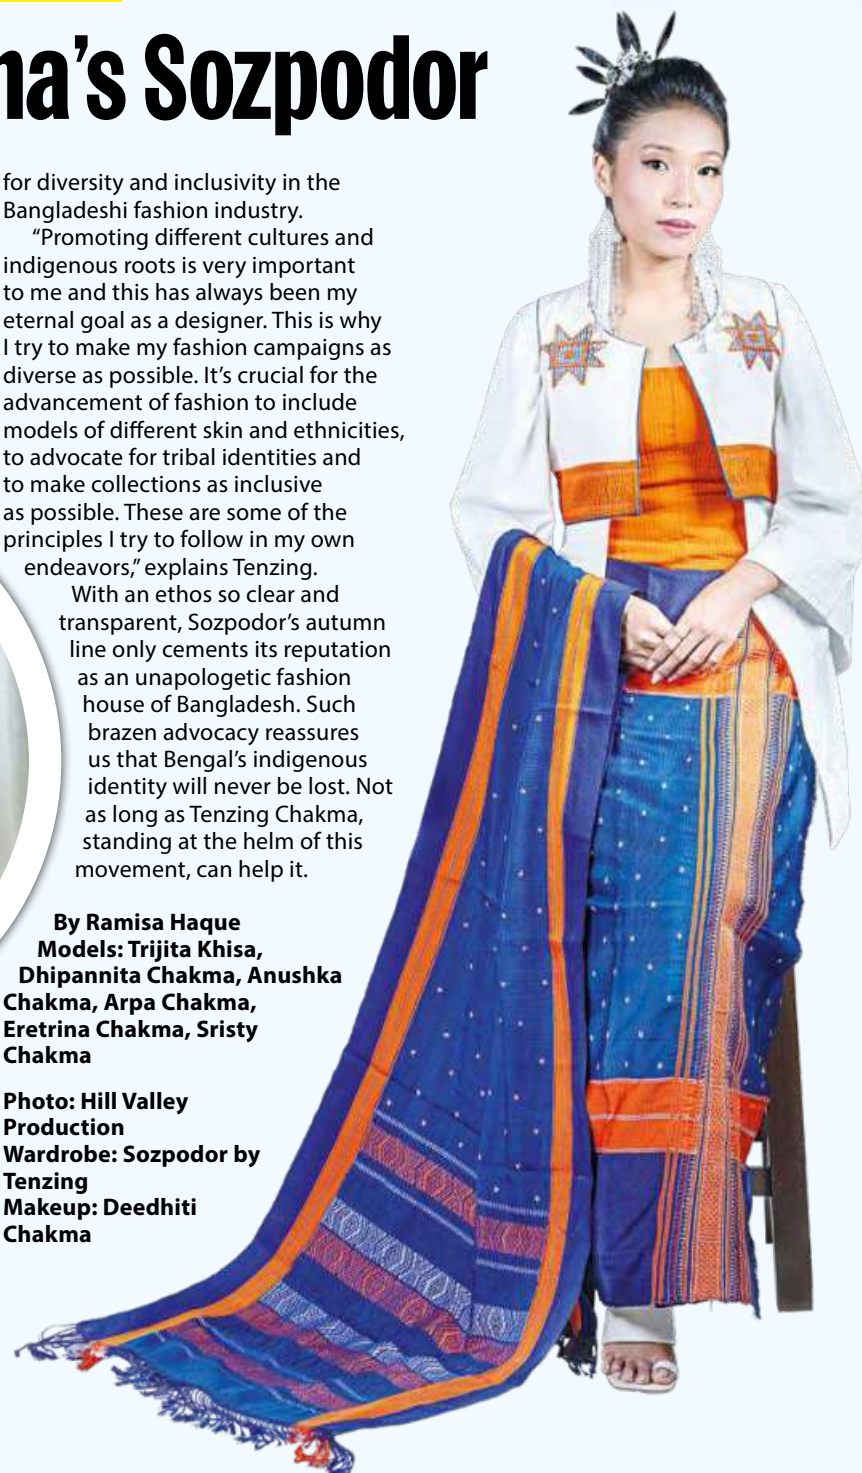 na’s Sozpodor
for diversity and inclusivity in the
Bangladeshi fashion industry.
“Promoting different cultures and
indigenous roots is very important
to me and this has always been my
eternal goal as a designer. This is why
I try to make my fashion campaigns as
diverse as possible. It’s crucial for the
advancement of fashion to include
models of different skin and ethnicities,
to advocate for tribal identities and
to make collections as inclusive
as possible. These are some of the
principles I try to follow in my own
endeavors,” explains Tenzing.
With an ethos so clear and
transparent, Sozpodor’s autumn
line only cements its reputation
as an unapologetic fashion
house of Bangladesh. Such
brazen advocacy reassures
us that Bengal’s indigenous
identity will never be lost. Not
as long as Tenzing Chakma,
standing at the helm of this
movement, can help it.
By Ramisa Haque
Models: Trijita Khisa,
Dhipannita Chakma, Anushka
Chakma, Arpa Chakma,
Eretrina Chakma, Sristy
Chakma
Photo: Hill Valley
Production
Wardrobe: Sozpodor by
Tenzing
Makeup: Deedhiti
Chakma